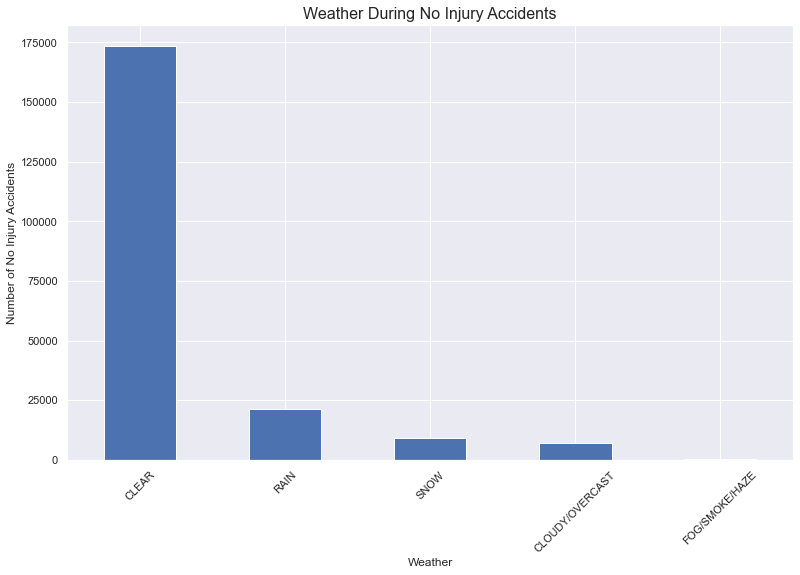 Weather During No Injury Accidents
Number of No Injury Accidents
175000
150000
125000
100000
75000
50000
25000
0
CLEAR
RAIN
SNOW
CLOUDY/OVERCAST
FOG/SMOKE/HAZE
Weather